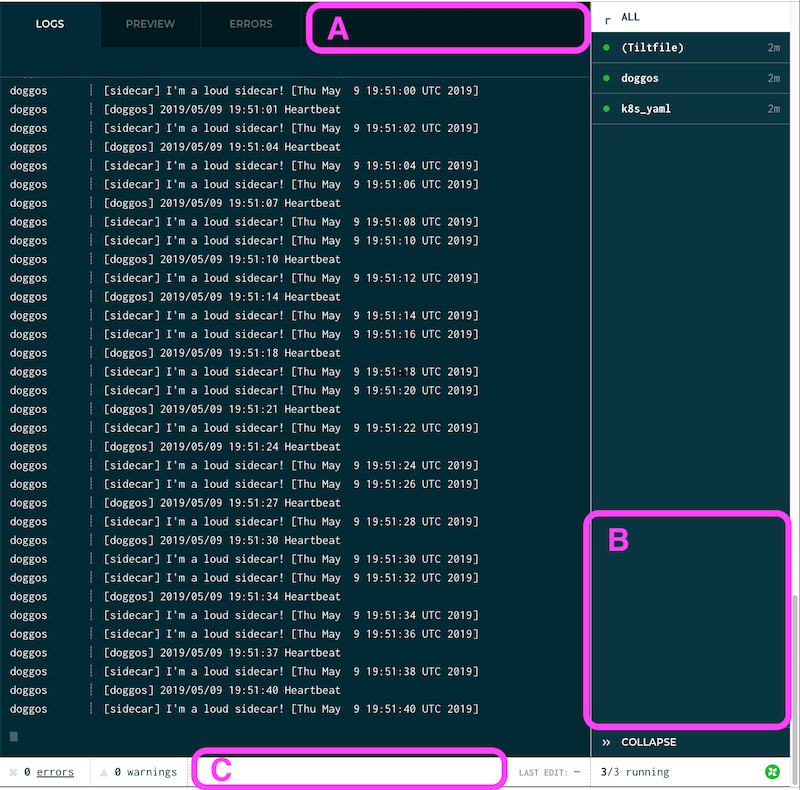 LOGS PREVIEW ERRORS A
ALL
(Tiltfile) 2m
doggos 2m
k8s_yaml 2m
doggos [sidecar] I'm a loud sidecar! [Thu May  9 19:51:00 UTC 2019]
doggos [doggos] 2019/05/09 19:51:01 Heartbeat
doggos [sidecar] I'm a loud sidecar! [Thu May  9 19:51:02 UTC 2019]
doggos [doggos] 2019/05/09 19:51:04 Heartbeat
doggos [sidecar] I'm a loud sidecar! [Thu May  9 19:51:04 UTC 2019]
doggos [sidecar] I'm a loud sidecar! [Thu May  9 19:51:06 UTC 2019]
doggos [doggos] 2019/05/09 19:51:07 Heartbeat
doggos [sidecar] I'm a loud sidecar! [Thu May  9 19:51:08 UTC 2019]
doggos [sidecar] I'm a loud sidecar! [Thu May  9 19:51:10 UTC 2019]
doggos [doggos] 2019/05/09 19:51:10 Heartbeat
doggos [sidecar] I'm a loud sidecar! [Thu May  9 19:51:12 UTC 2019]
doggos [doggos] 2019/05/09 19:51:14 Heartbeat
doggos [sidecar] I'm a loud sidecar! [Thu May  9 19:51:14 UTC 2019]
doggos [sidecar] I'm a loud sidecar! [Thu May  9 19:51:16 UTC 2019]
doggos [doggos] 2019/05/09 19:51:18 Heartbeat
doggos [sidecar] I'm a loud sidecar! [Thu May  9 19:51:18 UTC 2019]
doggos [sidecar] I'm a loud sidecar! [Thu May  9 19:51:20 UTC 2019]
doggos [doggos] 2019/05/09 19:51:21 Heartbeat
doggos [sidecar] I'm a loud sidecar! [Thu May  9 19:51:22 UTC 2019]
doggos [doggos] 2019/05/09 19:51:24 Heartbeat
doggos [sidecar] I'm a loud sidecar! [Thu May  9 19:51:24 UTC 2019]
doggos [sidecar] I'm a loud sidecar! [Thu May  9 19:51:26 UTC 2019]
doggos [doggos] 2019/05/09 19:51:27 Heartbeat
doggos [sidecar] I'm a loud sidecar! [Thu May  9 19:51:28 UTC 2019]
doggos [doggos] 2019/05/09 19:51:30 Heartbeat
doggos [sidecar] I'm a loud sidecar! [Thu May  9 19:51:30 UTC 2019]
doggos [sidecar] I'm a loud sidecar! [Thu May  9 19:51:32 UTC 2019]
doggos [doggos] 2019/05/09 19:51:34 Heartbeat
doggos [sidecar] I'm a loud sidecar! [Thu May  9 19:51:34 UTC 2019]
doggos [sidecar] I'm a loud sidecar! [Thu May  9 19:51:36 UTC 2019]
doggos [doggos] 2019/05/09 19:51:37 Heartbeat
doggos [sidecar] I'm a loud sidecar! [Thu May  9 19:51:38 UTC 2019]
doggos [doggos] 2019/05/09 19:51:40 Heartbeat
doggos [sidecar] I'm a loud sidecar! [Thu May  9 19:51:40 UTC 2019]
B
» COLLAPSE
0 errors 0 warnings C LAST EDIT: — 3/3 running